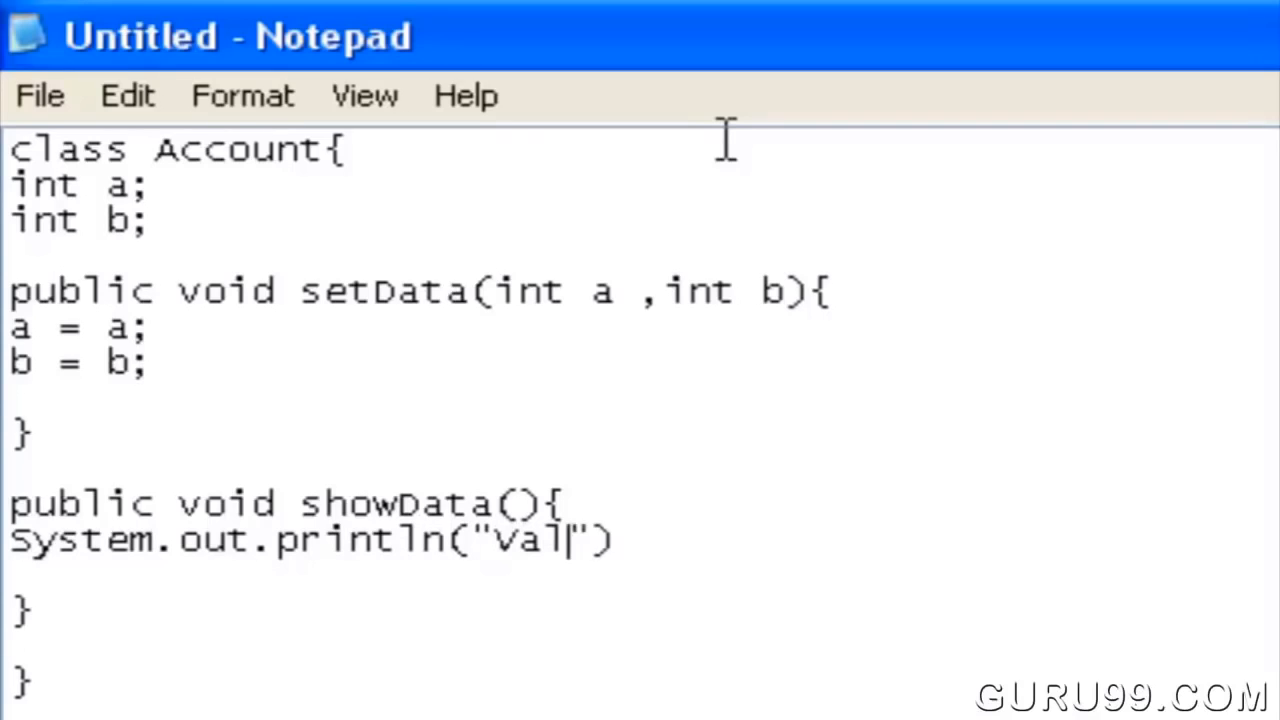 Untitled - Notepad
File Edit Format View Help
class Account{
int a;
int b;
public void setData(int a ,int b){
a = a;
b = b;
}
public void showData(){
System.out.println("Val")
}
}
GURU99.COM